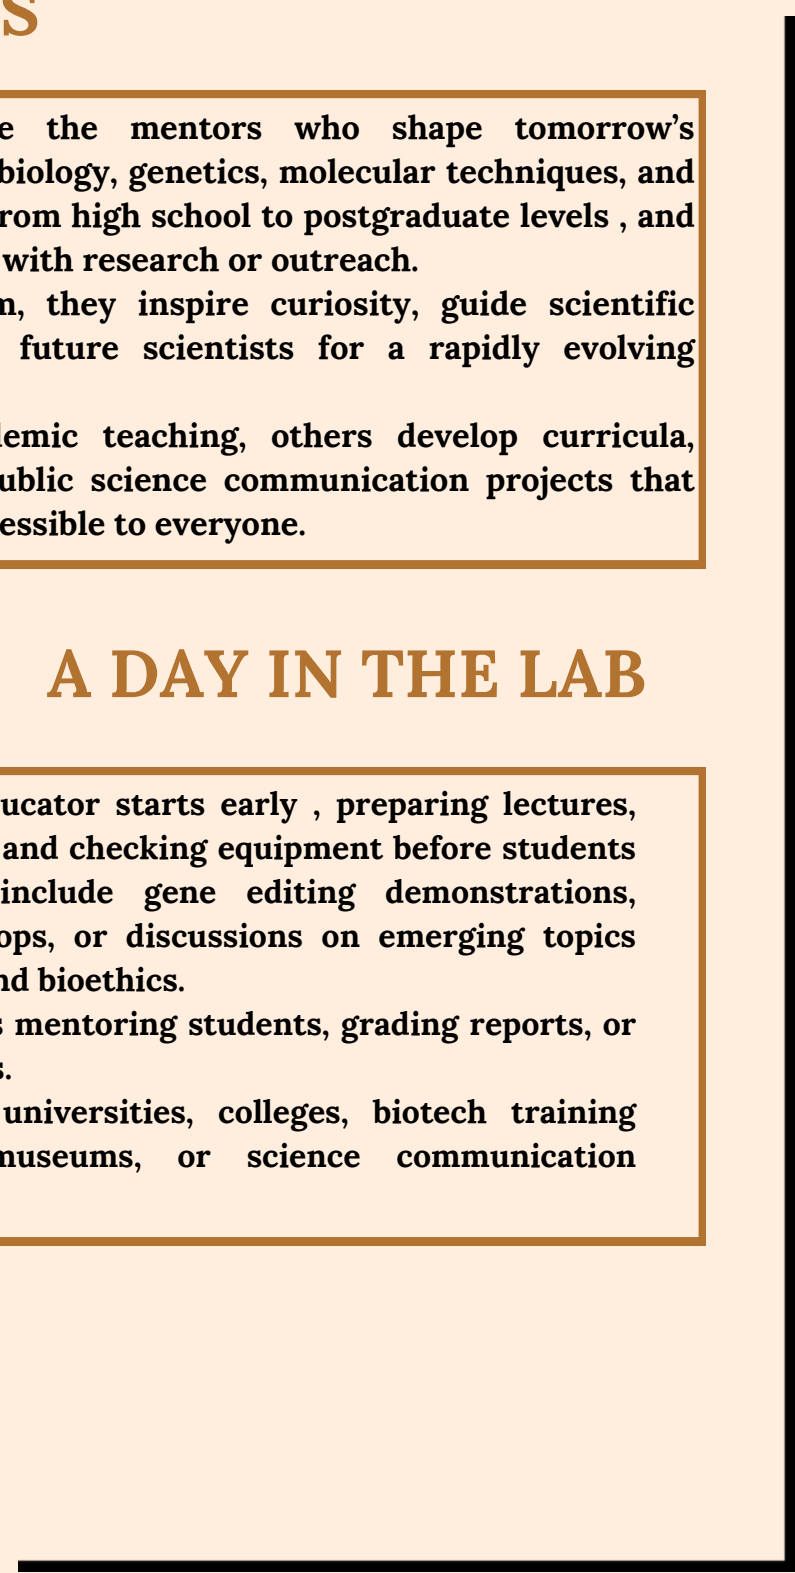 S
e the mentors who shape tomorrow's
biology, genetics, molecular techniques, and
rom high school to postgraduate levels , and
with research or outreach.
m, they inspire curiosity, guide scientific
future scientists for a rapidly evolving
demic teaching, others develop curricula,
ublic science communication projects that
essible to everyone.
A DAY IN THE LAB
ucator starts early , preparing lectures,
and checking equipment before students
include gene editing demonstrations,
ops, or discussions on emerging topics
nd bioethics.
s mentoring students, grading reports, or
s.
universities, colleges, biotech training
museums, or science communication